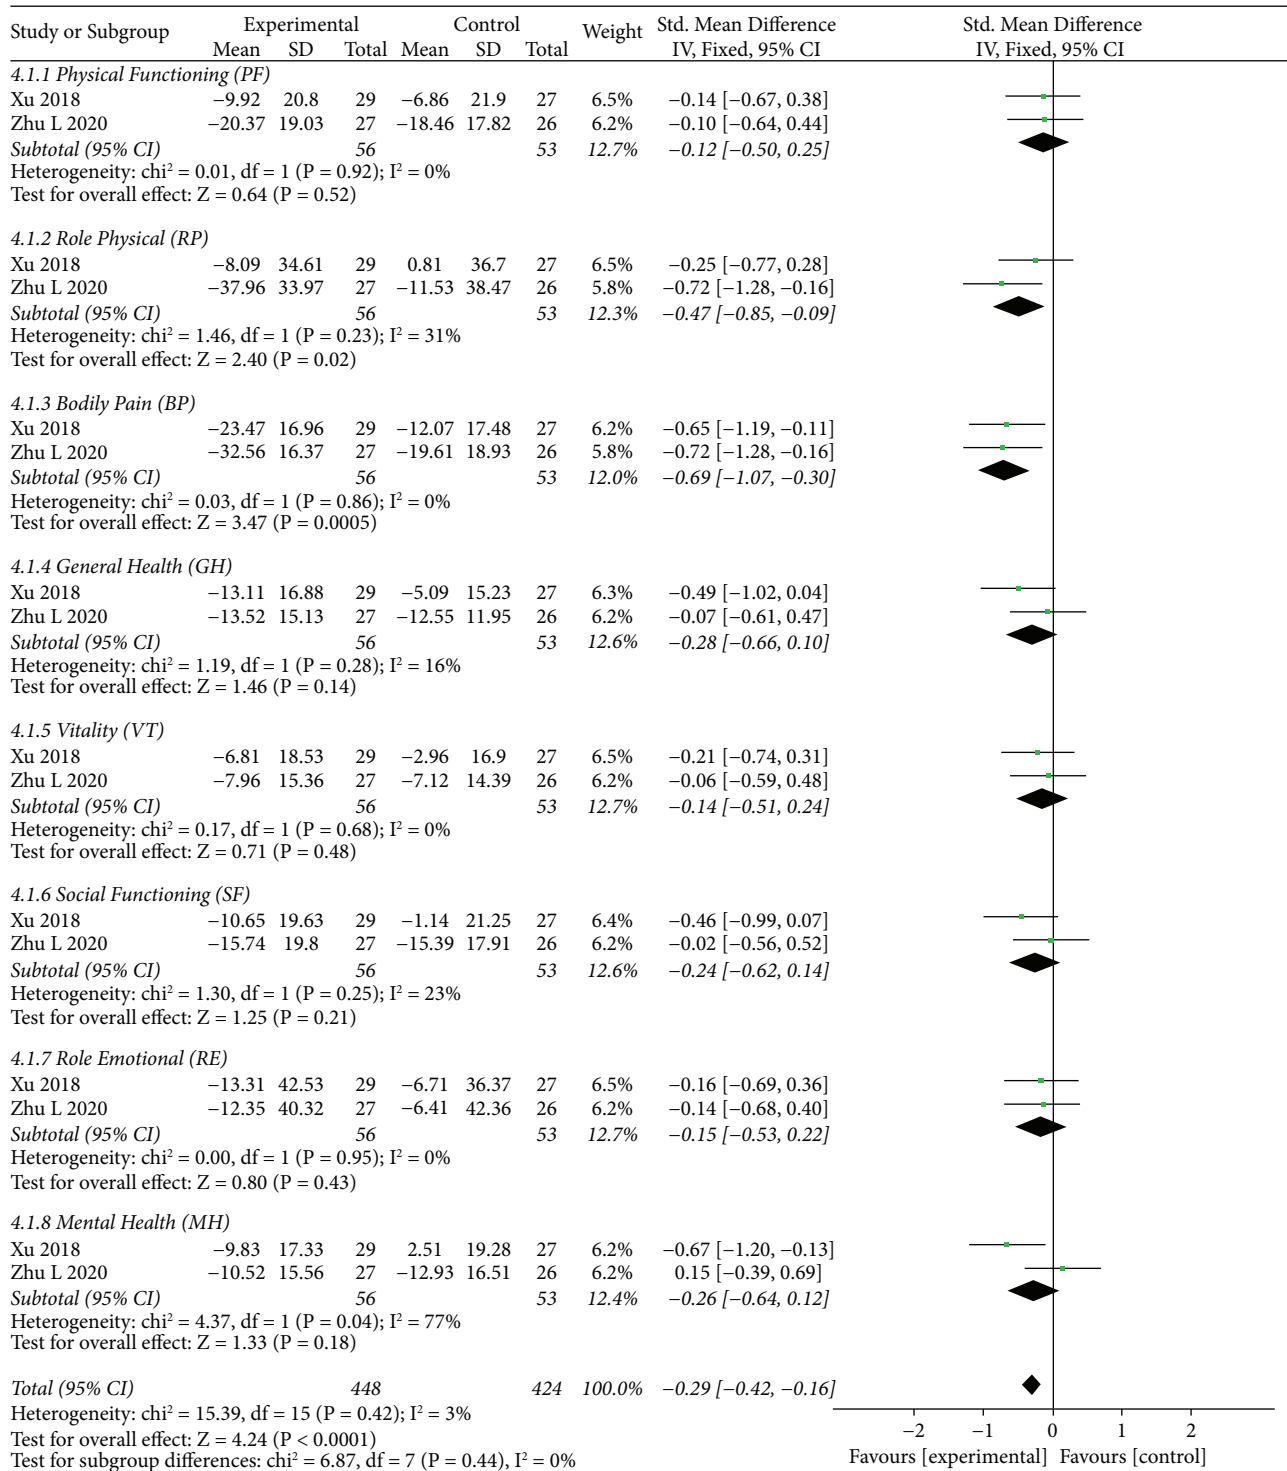 Study or Subgroup Experimental Control Weight Std. Mean Difference Std. Mean Difference
Mean SD Total Mean SD Total IV, Fixed, 95% CI IV, Fixed, 95% CI
4.1.1 Physical Functioning (PF)
Xu 2018 −9.92 20.8 29 −6.86 21.9 27 6.5% −0.14 [−0.67, 0.38]
Zhu L 2020 −20.37 19.03 27 −18.46 17.82 26 6.2% −0.10 [−0.64, 0.44]
Subtotal (95% CI) 56 53 12.7% −0.12 [−0.50, 0.25]
Heterogeneity: chi² = 0.01, df = 1 (P = 0.92); I² = 0%
Test for overall effect: Z = 0.64 (P = 0.52)
4.1.2 Role Physical (RP)
Xu 2018 −8.09 34.61 29 0.81 36.7 27 6.5% −0.25 [−0.77, 0.28]
Zhu L 2020 −37.96 33.97 27 −11.53 38.47 26 5.8% −0.72 [−1.28, −0.16]
Subtotal (95% CI) 56 53 12.3% −0.47 [−0.85, −0.09]
Heterogeneity: chi² = 1.46, df = 1 (P = 0.23); I² = 31%
Test for overall effect: Z = 2.40 (P = 0.02)
4.1.3 Bodily Pain (BP)
Xu 2018 −23.47 16.96 29 −12.07 17.48 27 6.2% −0.65 [−1.19, −0.11]
Zhu L 2020 −32.56 16.37 27 −19.61 18.93 26 5.8% −0.72 [−1.28, −0.16]
Subtotal (95% CI) 56 53 12.0% −0.69 [−1.07, −0.30]
Heterogeneity: chi² = 0.03, df = 1 (P = 0.86); I² = 0%
Test for overall effect: Z = 3.47 (P = 0.0005)
4.1.4 General Health (GH)
Xu 2018 −13.11 16.88 29 −5.09 15.23 27 6.3% −0.49 [−1.02, 0.04]
Zhu L 2020 −13.52 15.13 27 −12.55 11.95 26 6.2% −0.07 [−0.61, 0.47]
Subtotal (95% CI) 56 53 12.6% −0.28 [−0.66, 0.10]
Heterogeneity: chi² = 1.19, df = 1 (P = 0.28); I² = 16%
Test for overall effect: Z = 1.46 (P = 0.14)
4.1.5 Vitality (VT)
Xu 2018 −6.81 18.53 29 −2.96 16.9 27 6.5% −0.21 [−0.74, 0.31]
Zhu L 2020 −7.96 15.36 27 −7.12 14.39 26 6.2% −0.06 [−0.59, 0.48]
Subtotal (95% CI) 56 53 12.7% −0.14 [−0.51, 0.24]
Heterogeneity: chi² = 0.17, df = 1 (P = 0.68); I² = 0%
Test for overall effect: Z = 0.71 (P = 0.48)
4.1.6 Social Functioning (SF)
Xu 2018 −10.65 19.63 29 −1.14 21.25 27 6.4% −0.46 [−0.99, 0.07]
Zhu L 2020 −15.74 19.8 27 −15.39 17.91 26 6.2% −0.02 [−0.56, 0.52]
Subtotal (95% CI) 56 53 12.6% −0.24 [−0.62, 0.14]
Heterogeneity: chi² = 1.30, df = 1 (P = 0.25); I² = 23%
Test for overall effect: Z = 1.25 (P = 0.21)
4.1.7 Role Emotional (RE)
Xu 2018 −13.31 42.53 29 −6.71 36.37 27 6.5% −0.16 [−0.69, 0.36]
Zhu L 2020 −12.35 40.32 27 −6.41 42.36 26 6.2% −0.14 [−0.68, 0.40]
Subtotal (95% CI) 56 53 12.7% −0.15 [−0.53, 0.22]
Heterogeneity: chi² = 0.00, df = 1 (P = 0.95); I² = 0%
Test for overall effect: Z = 0.80 (P = 0.43)
4.1.8 Mental Health (MH)
Xu 2018 −9.83 17.33 29 2.51 19.28 27 6.2% −0.67 [−1.20, −0.13]
Zhu L 2020 −10.52 15.56 27 −12.93 16.51 26 6.2% 0.15 [−0.39, 0.69]
Subtotal (95% CI) 56 53 12.4% −0.26 [−0.64, 0.12]
Heterogeneity: chi² = 4.37, df = 1 (P = 0.04); I² = 77%
Test for overall effect: Z = 1.33 (P = 0.18)
Total (95% CI) 448 424 100.0% −0.29 [−0.42, −0.16]
Heterogeneity: chi² = 15.39, df = 15 (P = 0.42); I² = 3%
Test for overall effect: Z = 4.24 (P < 0.0001)
Test for subgroup differences: chi² = 6.87, df = 7 (P = 0.44), I² = 0%
−2 −1 0 1 2
Favours [experimental] Favours [control]